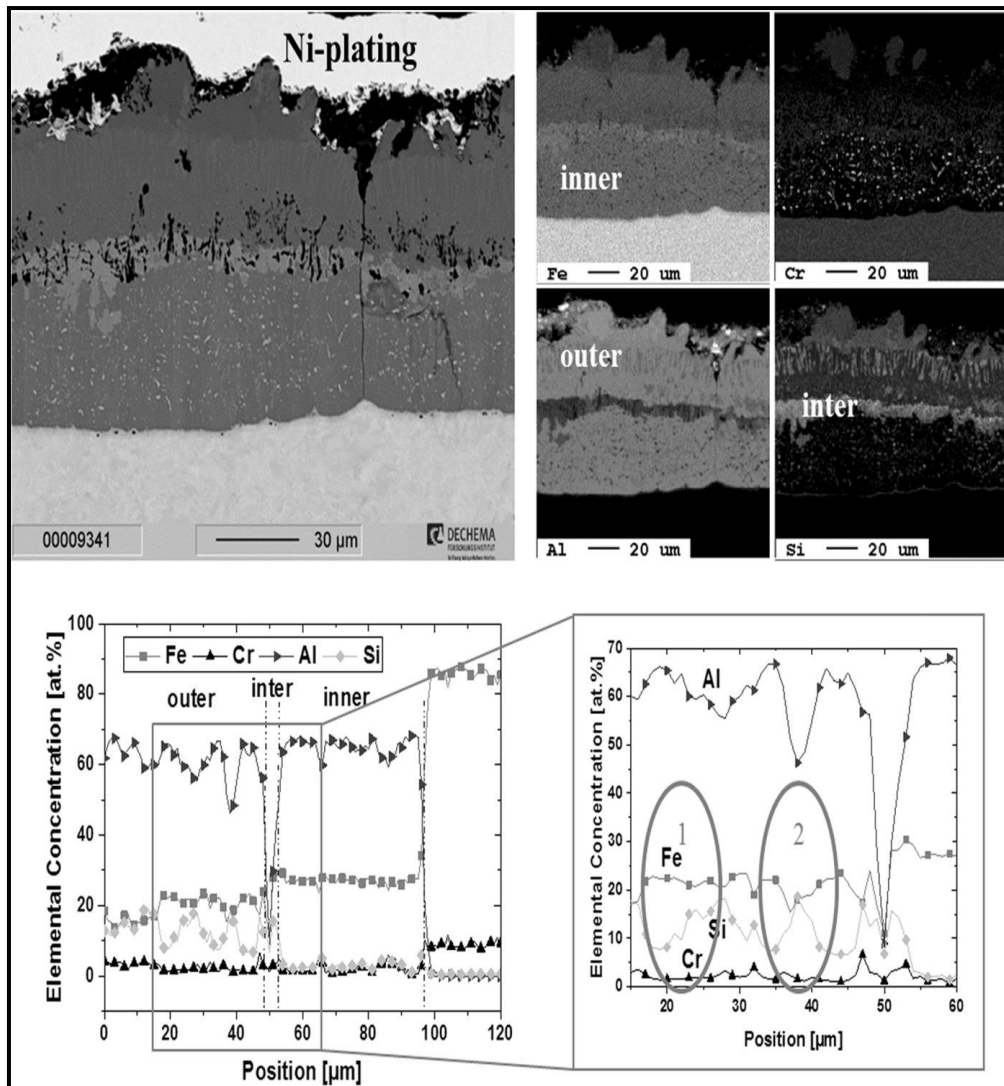 Ni-plating
00009341
30 µm
DECHEMA
FORSCHUNGSINSTITUT
inner
Fe
20 um
Cr
20 um
outer
Al
20 um
inter
Si
20 um
Elemental Concentration [at.%]
100
80
60
40
20
0
Fe Cr Al Si
outer
inter
inner
0 20 40 60 80 100 120
Position [µm]
Elemental Concentration [at.%]
70
60
50
40
30
20
10
0
Al
1
2
Fe
Si
Cr
20 30 40 50 60
Position [µm]